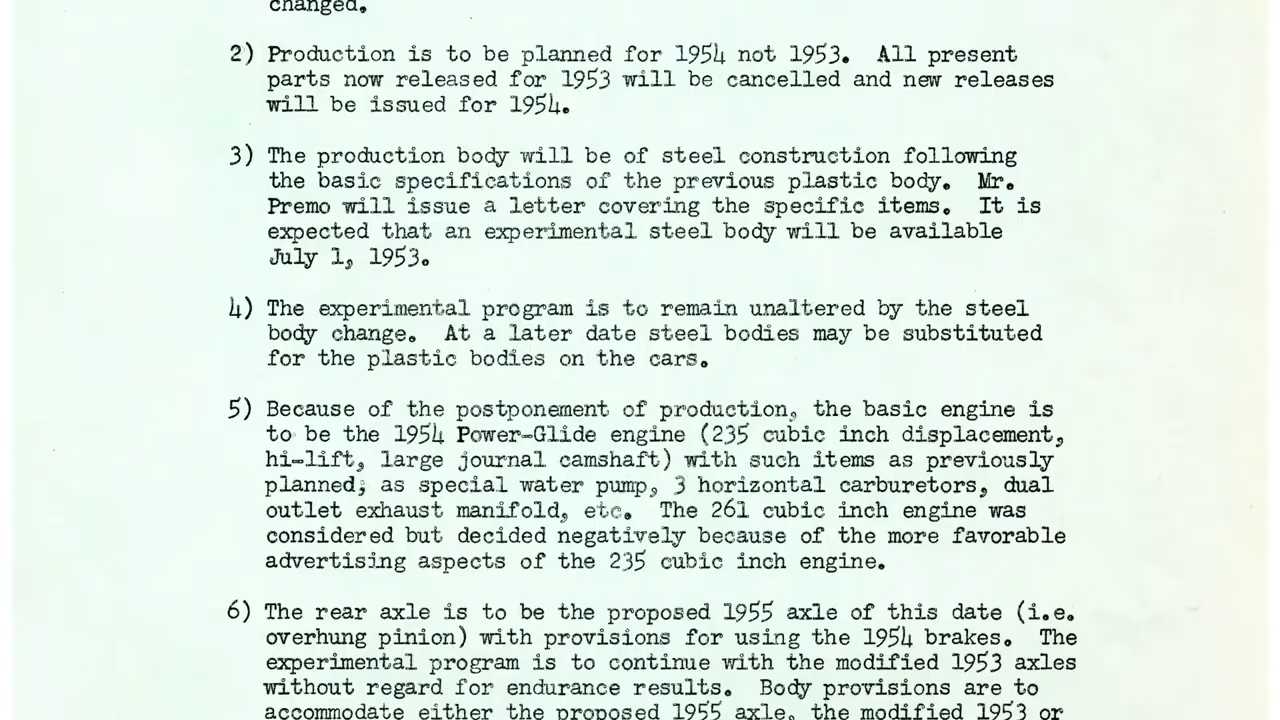 changed.
2) Production is to be planned for 1954 not 1953. All present
parts now released for 1953 will be cancelled and new releases
will be issued for 1954.
3) The production body will be of steel construction following
the basic specifications of the previous plastic body. Mr.
Premo will issue a letter covering the specific items. It is
expected that an experimental steel body will be available
July 1, 1953.
4) The experimental program is to remain unaltered by the steel
body change. At a later date steel bodies may be substituted
for the plastic bodies on the cars.
5) Because of the postponement of production, the basic engine is
to be the 1954 Power-Glide engine (235 cubic inch displacement,
hi-lift, large journal camshaft) with such items as previously
planned; as special water pump, 3 horizontal carburetors, dual
outlet exhaust manifold, etc. The 261 cubic inch engine was
considered but decided negatively because of the more favorable
advertising aspects of the 235 cubic inch engine.
6) The rear axle is to be the proposed 1955 axle of this date (i.e.
overhung pinion) with provisions for using the 1954 brakes. The
experimental program is to continue with the modified 1953 axles
without regard for endurance results. Body provisions are to
accommodate either the proposed 1955 axle, the modified 1953 or